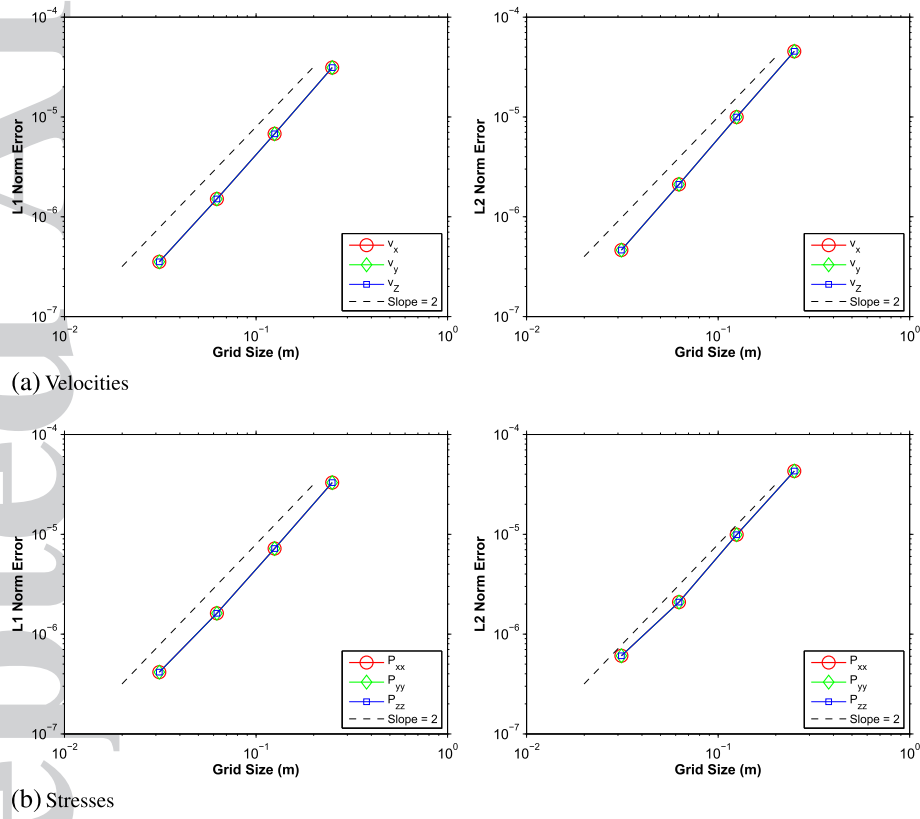 10⁻⁴
10⁻⁵
10⁻⁶
10⁻⁷
10⁻² 10⁻¹ 10⁰
L1 Norm Error
Grid Size (m)
vₓ
v_y
v_Z
Slope = 2
10⁻⁴
10⁻⁵
10⁻⁶
10⁻⁷
10⁻² 10⁻¹ 10⁰
L2 Norm Error
Grid Size (m)
vₓ
v_y
v_Z
Slope = 2
(a) Velocities
10⁻⁴
10⁻⁵
10⁻⁶
10⁻⁷
10⁻² 10⁻¹ 10⁰
L1 Norm Error
Grid Size (m)
P_xx
P_yy
P_zz
Slope = 2
10⁻⁴
10⁻⁵
10⁻⁶
10⁻⁷
10⁻² 10⁻¹ 10⁰
L2 Norm Error
Grid Size (m)
P_xx
P_yy
P_zz
Slope = 2
(b) Stresses